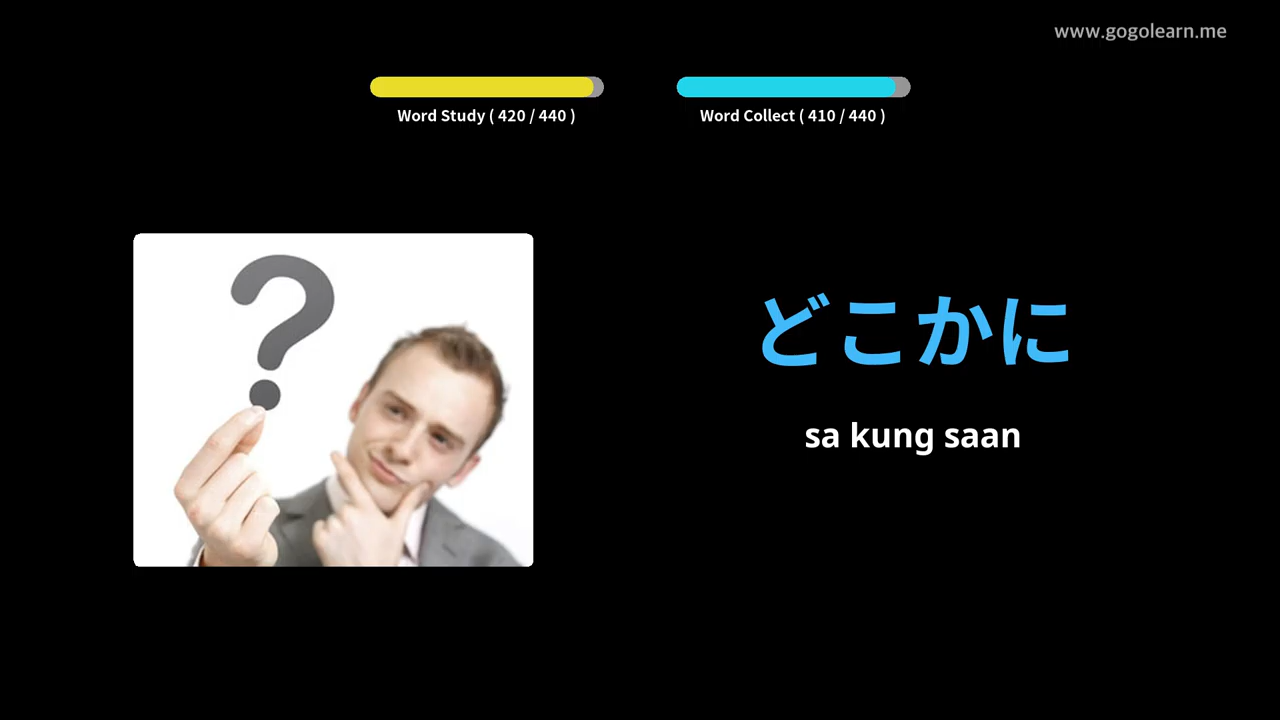 www.gogolearn.me
Word Study ( 420 / 440 )
Word Collect ( 410 / 440 )
?
どこかに
sa kung saan